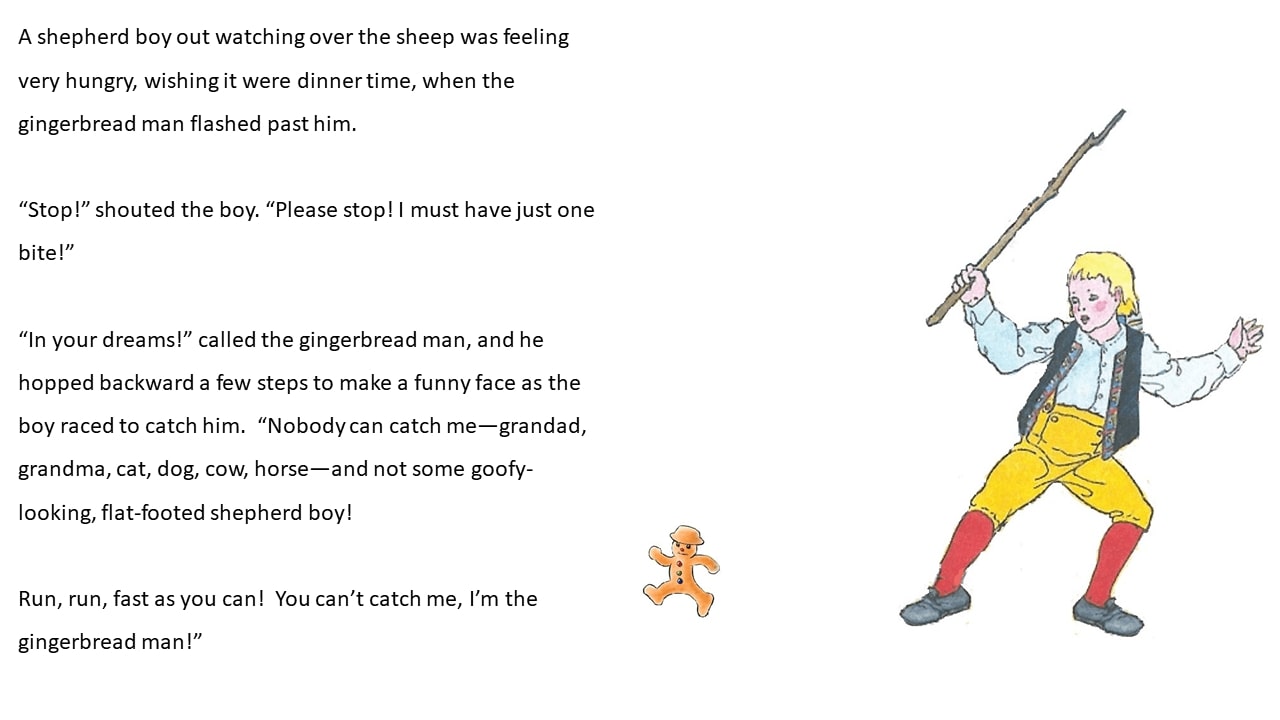 A shepherd boy out watching over the sheep was feeling
very hungry, wishing it were dinner time, when the
gingerbread man flashed past him.
“Stop!” shouted the boy. “Please stop! I must have just one
bite!”
“In your dreams!” called the gingerbread man, and he
hopped backward a few steps to make a funny face as the
boy raced to catch him.  “Nobody can catch me—grandad,
grandma, cat, dog, cow, horse—and not some goofy-
looking, flat-footed shepherd boy!
Run, run, fast as you can!  You can’t catch me, I’m the
gingerbread man!”